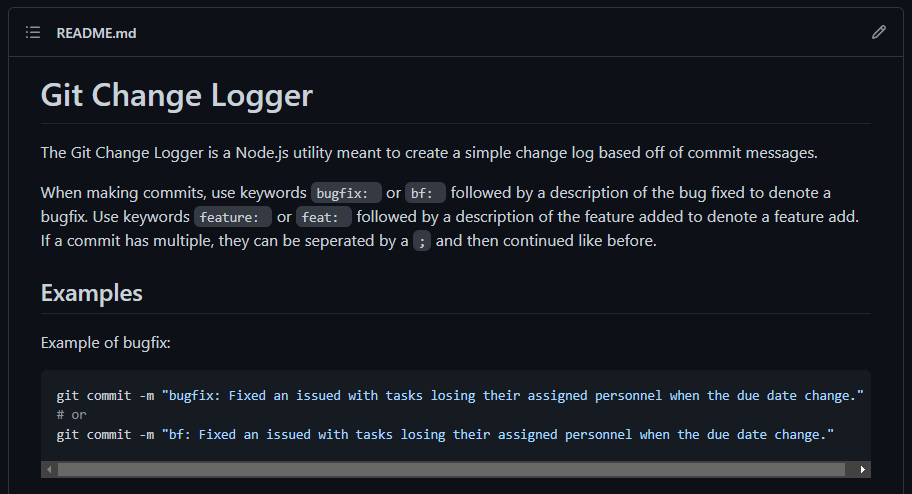 README.md
Git Change Logger
The Git Change Logger is a Node.js utility meant to create a simple change log based off of commit messages.
When making commits, use keywords bugfix: or bf: followed by a description of the bug fixed to denote a
bugfix. Use keywords feature: or feat: followed by a description of the feature added to denote a feature add.
If a commit has multiple, they can be seperated by a ; and then continued like before.
Examples
Example of bugfix:
git commit -m "bugfix: Fixed an issued with tasks losing their assigned personnel when the due date change."
# or
git commit -m "bf: Fixed an issued with tasks losing their assigned personnel when the due date change."